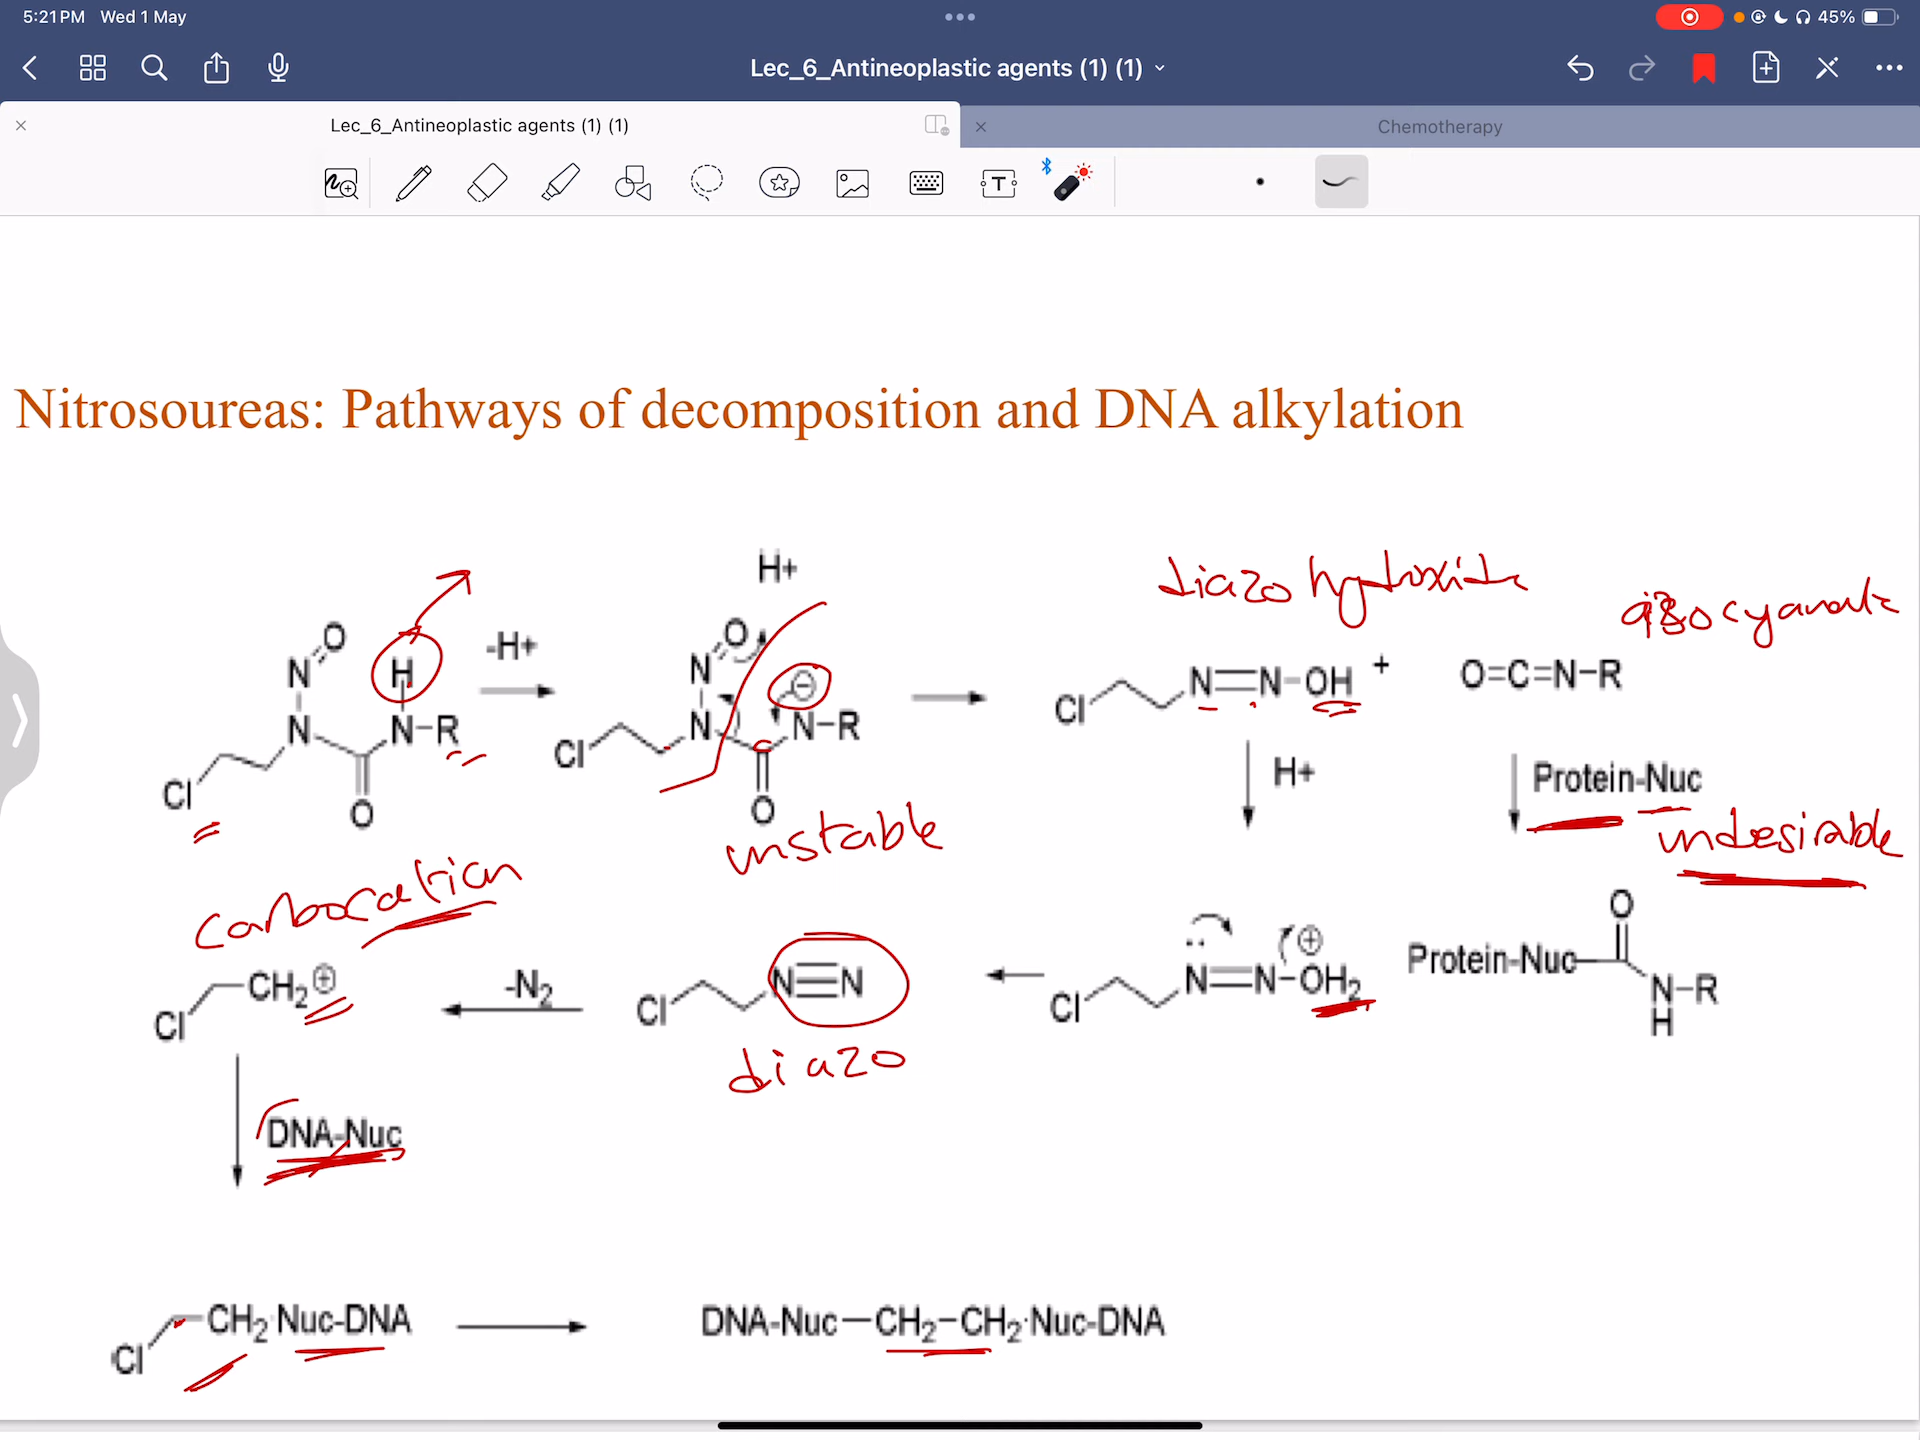 5:21 PM Wed 1 May
45%
Lec_6_Antineoplastic agents (1) (1)
Lec_6_Antineoplastic agents (1) (1)
Chemotherapy
T
Nitrosoureas: Pathways of decomposition and DNA alkylation
H+
diazo hydroxide
isocyanate
N=O
H
-H+
N=O
⊖
N
N-R
N
N-R
Cl
O
Cl
O
Cl
N=N-OH
+
O=C=N-R
H+
Protein-Nuc
unstable
undesirable
carbocation
Cl
CH2⊕
-N2
Cl
N≡N
Cl
N=N-OH2
⊕
Protein-Nuc
O
N-R
H
diazo
DNA-Nuc
Cl
CH2-Nuc-DNA
DNA-Nuc-CH2-CH2-Nuc-DNA